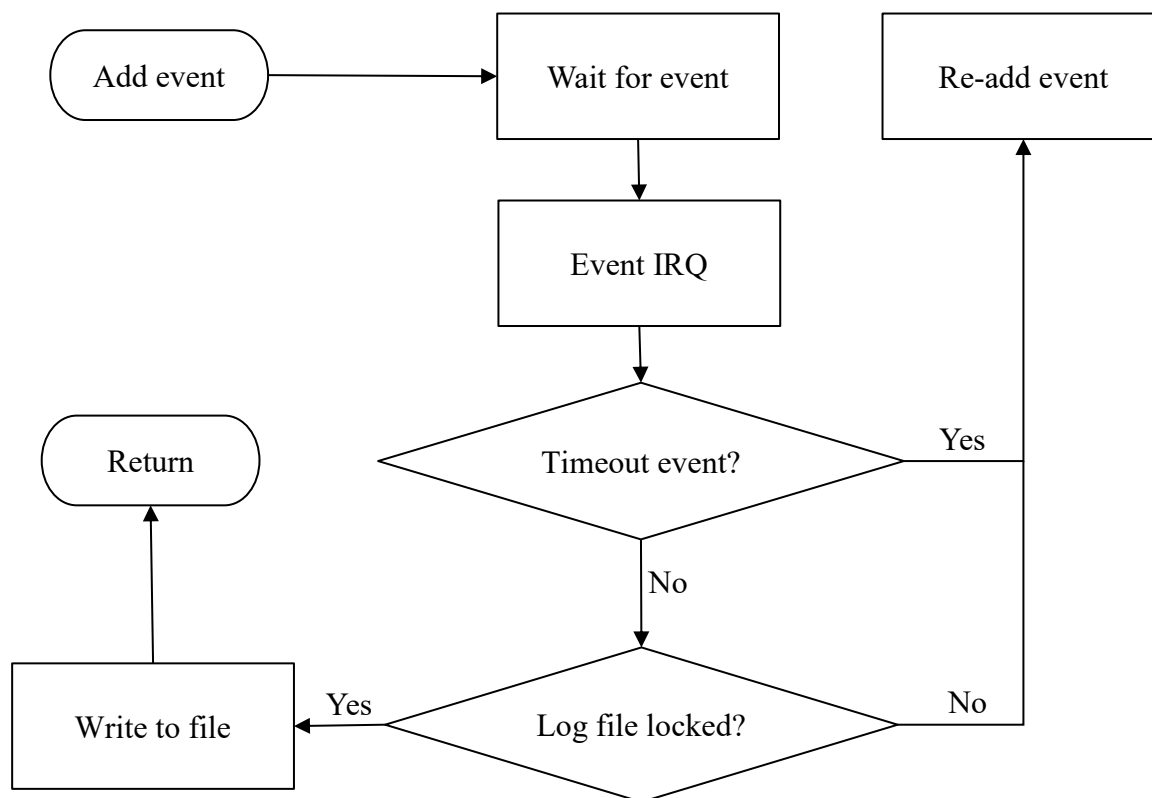 Add event
Wait for event
Re-add event
Event IRQ
Timeout event?
Yes
Return
No
Write to file
Yes
Log file locked?
No